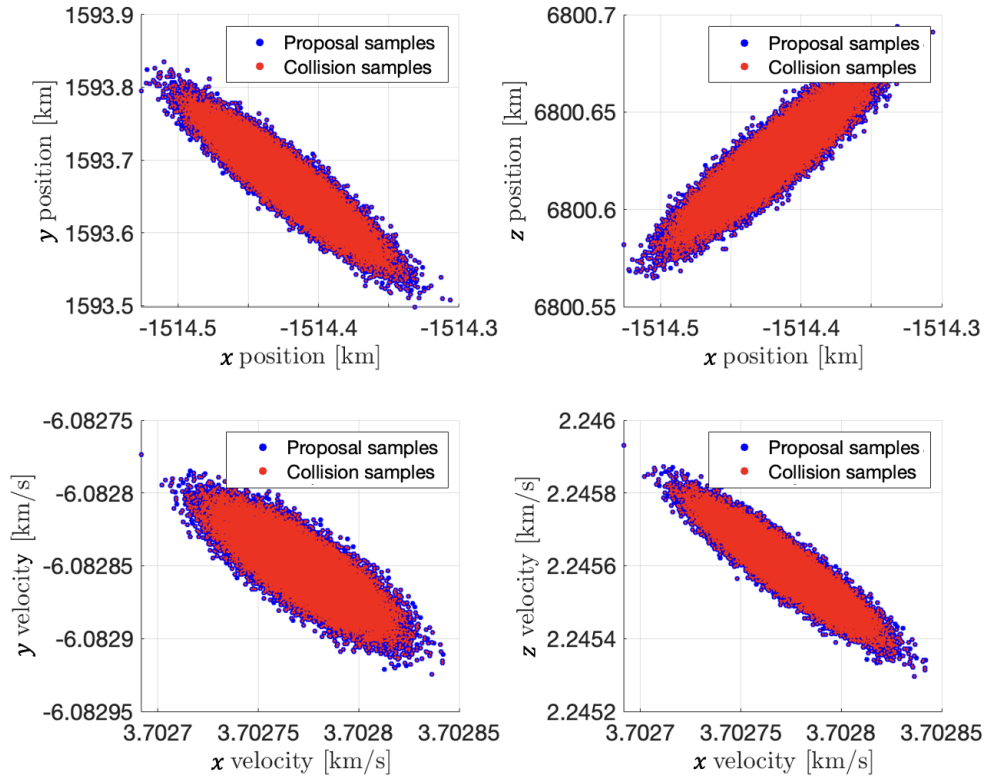 1593.9
1593.8
1593.7
1593.6
1593.5
y position [km]
Proposal samples
Collision samples
-1514.5
-1514.4
-1514.3
x position [km]
6800.7
6800.65
6800.6
6800.55
z position [km]
Proposal samples
Collision samples
-1514.5
-1514.4
-1514.3
x position [km]
-6.08275
-6.0828
-6.08285
-6.0829
-6.08295
y velocity [km/s]
Proposal samples
Collision samples
3.7027
3.70275
3.7028
3.70285
x velocity [km/s]
2.246
2.2458
2.2456
2.2454
2.2452
z velocity [km/s]
Proposal samples
Collision samples
3.7027
3.70275
3.7028
3.70285
x velocity [km/s]